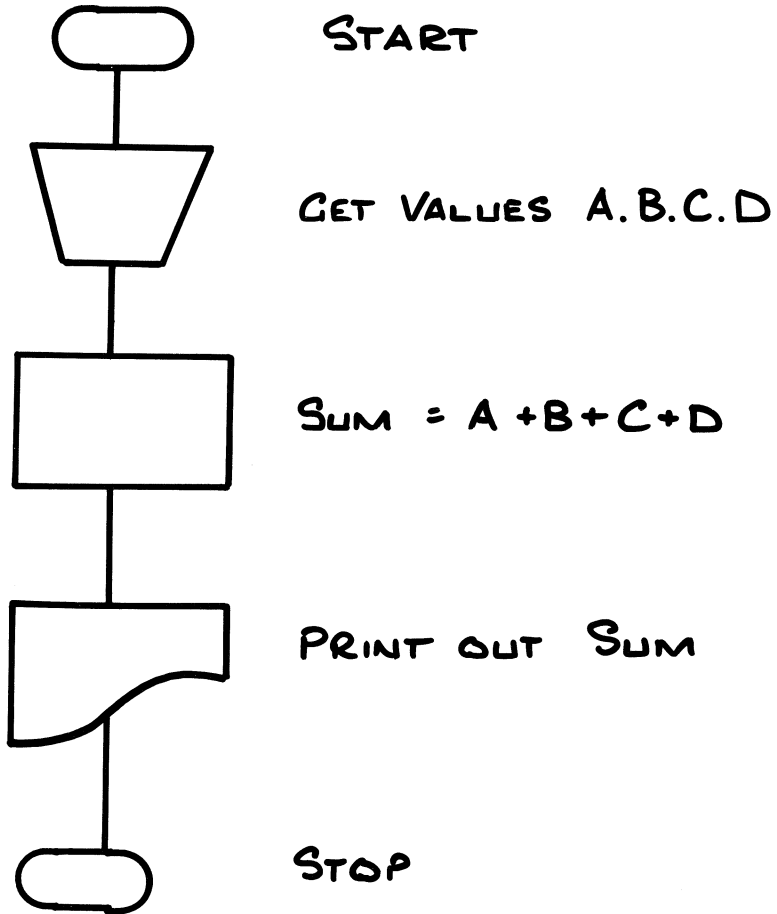 START
GET VALUES A.B.C.D
SUM = A+B+C+D
PRINT OUT SUM
STOP